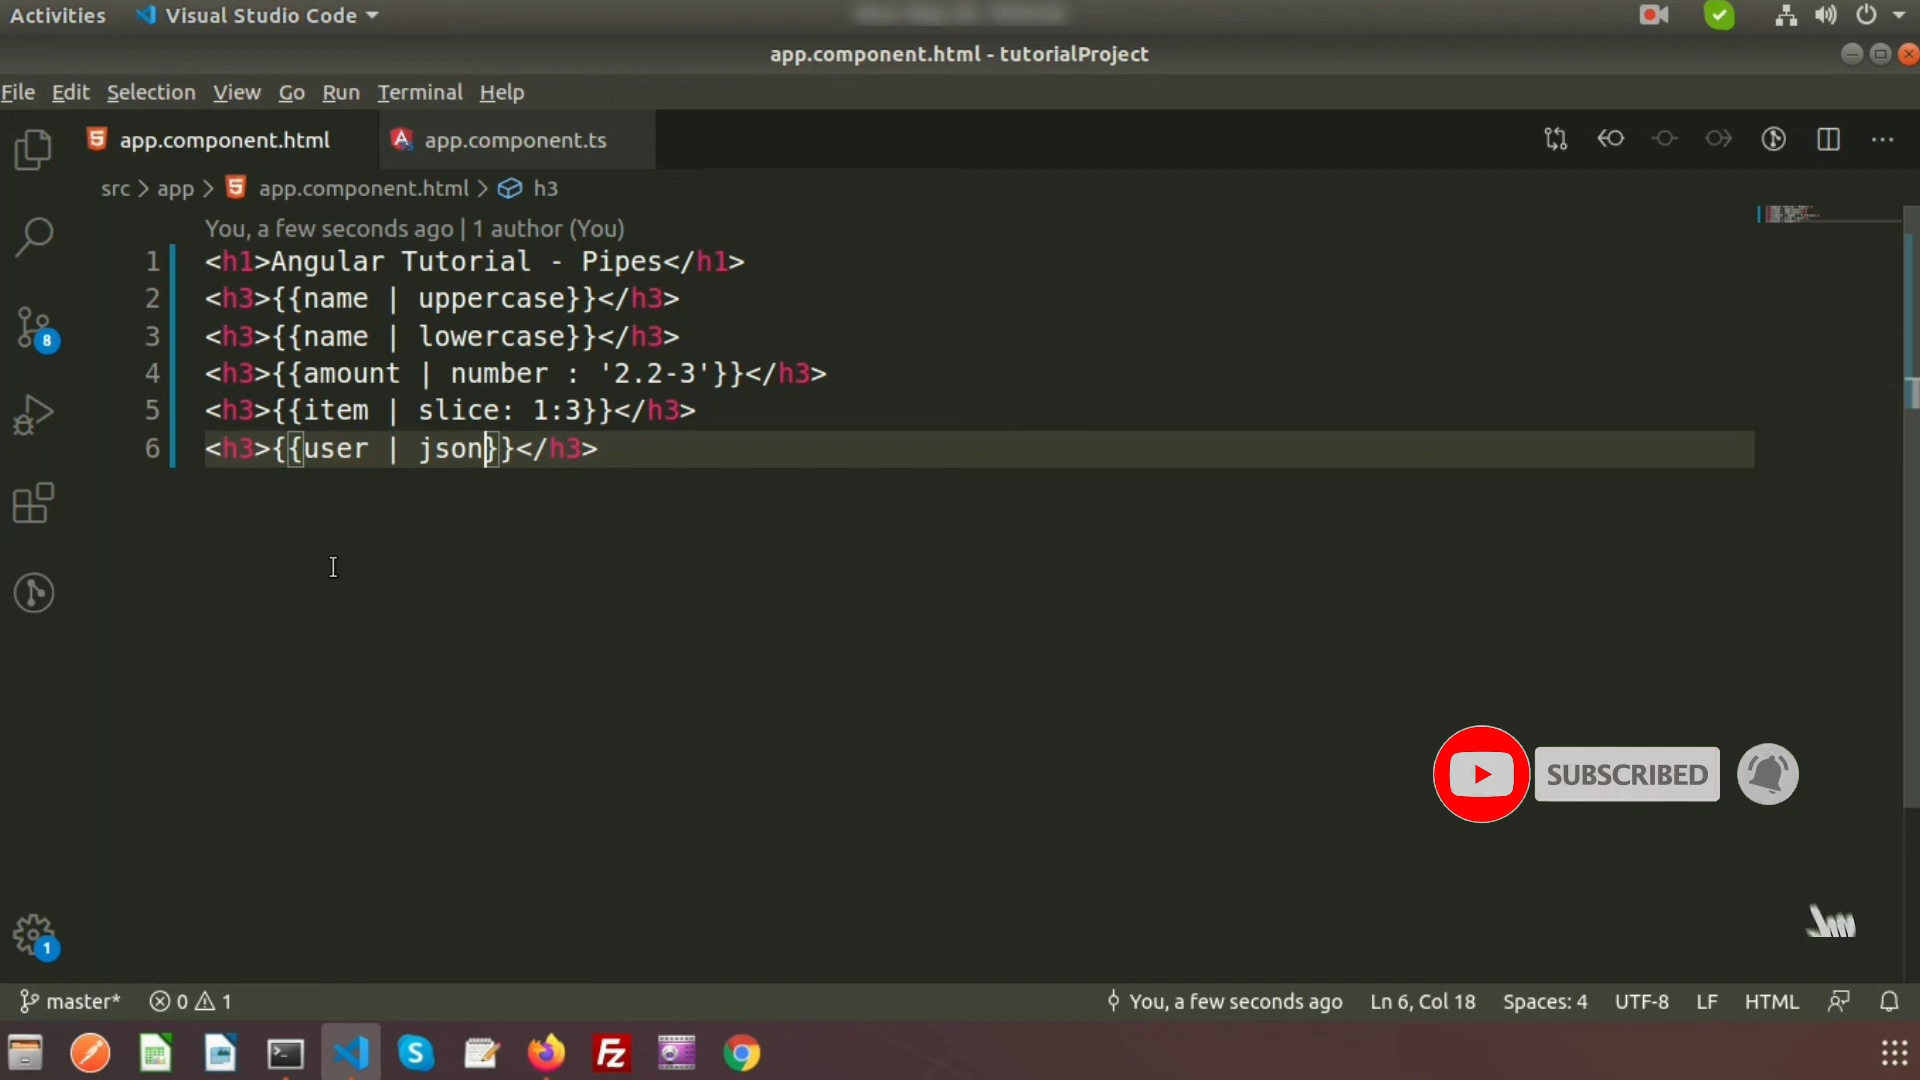 Activities Visual Studio Code
app.component.html - tutorialProject
File Edit Selection View Go Run Terminal Help
app.component.html app.component.ts
src > app > app.component.html > h3
You, a few seconds ago | 1 author (You)
1 <h1>Angular Tutorial - Pipes</h1>
2 <h3>{{name | uppercase}}</h3>
3 <h3>{{name | lowercase}}</h3>
4 <h3>{{amount | number : '2.2-3'}}</h3>
5 <h3>{{item | slice: 1:3}}</h3>
6 <h3>{{user | json}}</h3>
8
SUBSCRIBED
1
master* 0 1 You, a few seconds ago Ln 6, Col 18 Spaces: 4 UTF-8 LF HTML
Fz